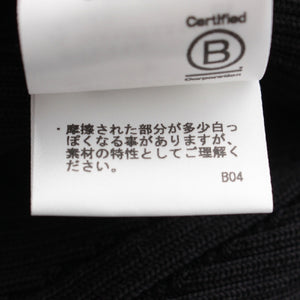 Certified
B
Corporation
・摩擦された部分が多少白っ
ぽくなる事がありますが、
素材の特性としてご理解く
ださい。
B04